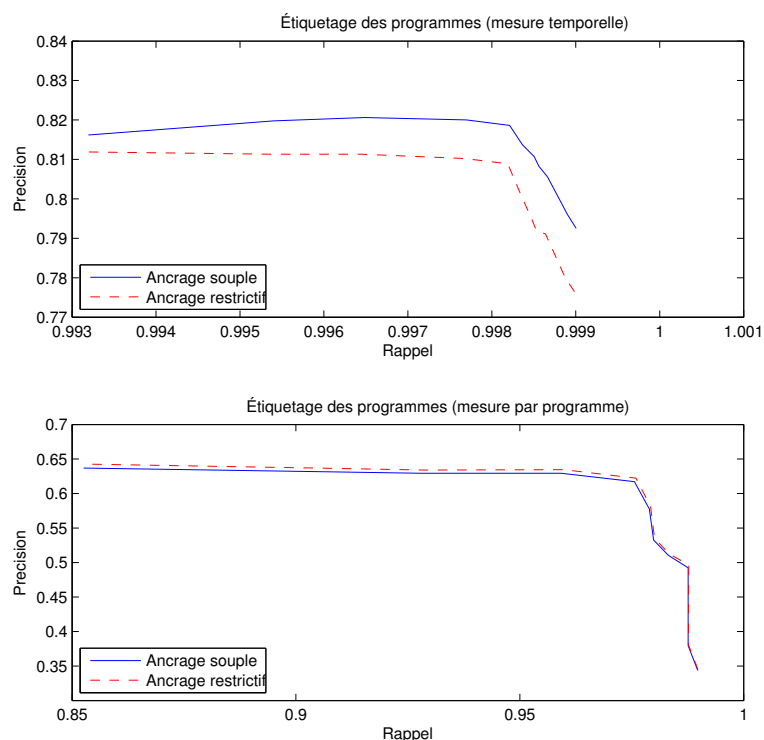 Étiquetage des programmes (mesure temporelle)
0.84
0.83
0.82
0.81
0.8
0.79
0.78
0.77
Precision
Ancrage souple
Ancrage restrictif
0.993 0.994 0.995 0.996 0.997 0.998 0.999 1 1.001
Rappel
Étiquetage des programmes (mesure par programme)
0.7
0.65
0.6
0.55
0.5
0.45
0.4
0.35
Precision
Ancrage souple
Ancrage restrictif
0.85 0.9 0.95 1
Rappel